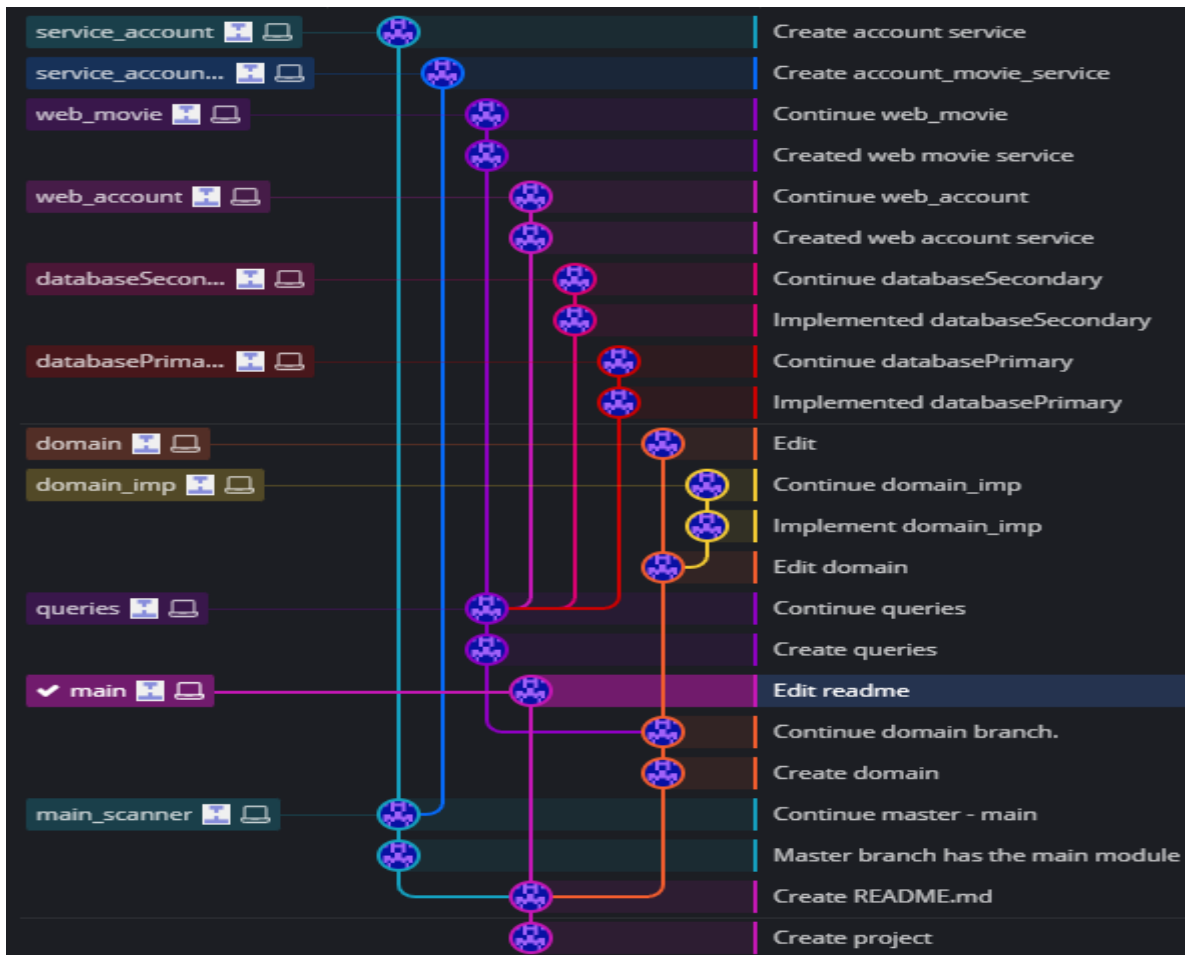 service_account Create account service
service_accoun... Create account_movie_service
web_movie Continue web_movie
Created web movie service
web_account Continue web_account
Created web account service
databaseSecon... Continue databaseSecondary
Implemented databaseSecondary
databasePrima... Continue databasePrimary
Implemented databasePrimary
domain Edit
domain_imp Continue domain_imp
Implement domain_imp
Edit domain
queries Continue queries
Create queries
main Edit readme
Continue domain branch.
Create domain
main_scanner Continue master - main
Master branch has the main module
Create README.md
Create project